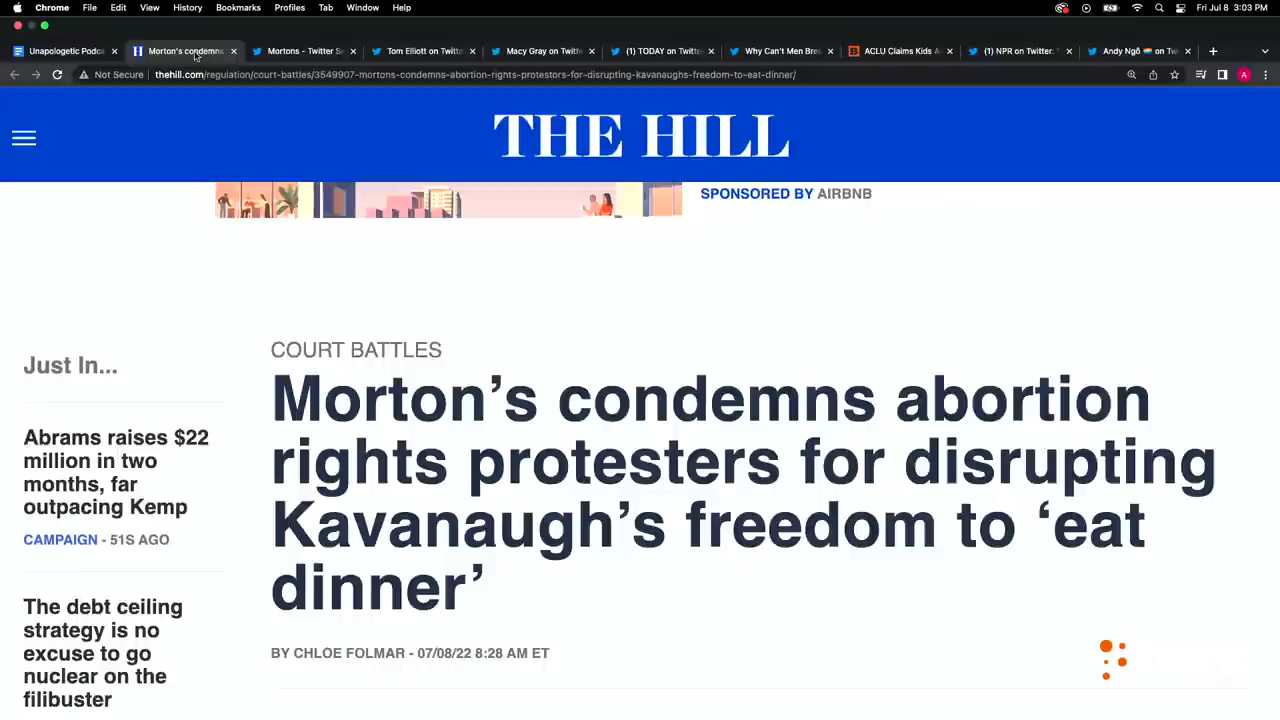 Chrome File Edit View History Bookmarks Profiles Tab Window Help Fri Jul 8 3:03 PM
Unapologetic Podca Morton's condemns Mortons - Twitter Se Tom Elliott on Twitte Macy Gray on Twitte (1) TODAY on Twitte Why Can't Men Brea ACLU Claims Kids A (1) NPR on Twitter: Andy Ngô on Tw
Not Secure thehill.com/regulation/court-battles/3549907-mortons-condemns-abortion-rights-protestors-for-disrupting-kavanaughs-freedom-to-eat-dinner/ A
THE HILL
SPONSORED BY AIRBNB
COURT BATTLES
Morton’s condemns abortion
rights protesters for disrupting
Kavanaugh’s freedom to ‘eat
dinner’
BY CHLOE FOLMAR - 07/08/22 8:28 AM ET
Just In...
Abrams raises $22
million in two
months, far
outpacing Kemp
CAMPAIGN - 51S AGO
The debt ceiling
strategy is no
excuse to go
nuclear on the
filibuster